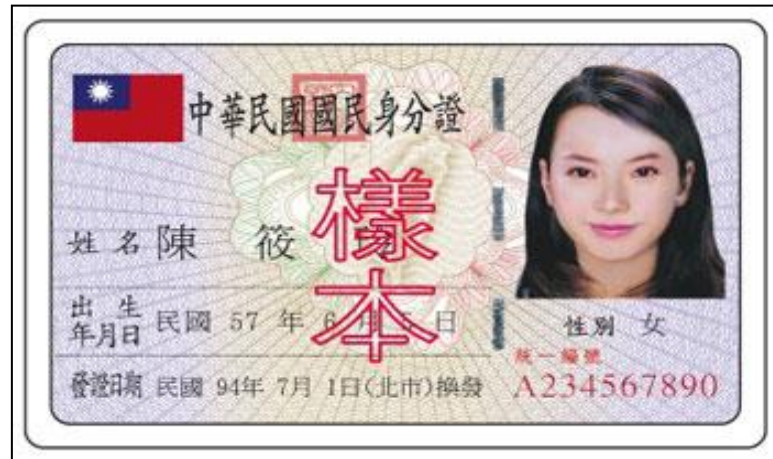 中華民國國民身分證
樣本
姓名 陳 筱
出生年月日 民國 57 年 6 月 日
發證日期 民國 94年 7月 1日(北市)換發
性別 女
統一編號
A234567890